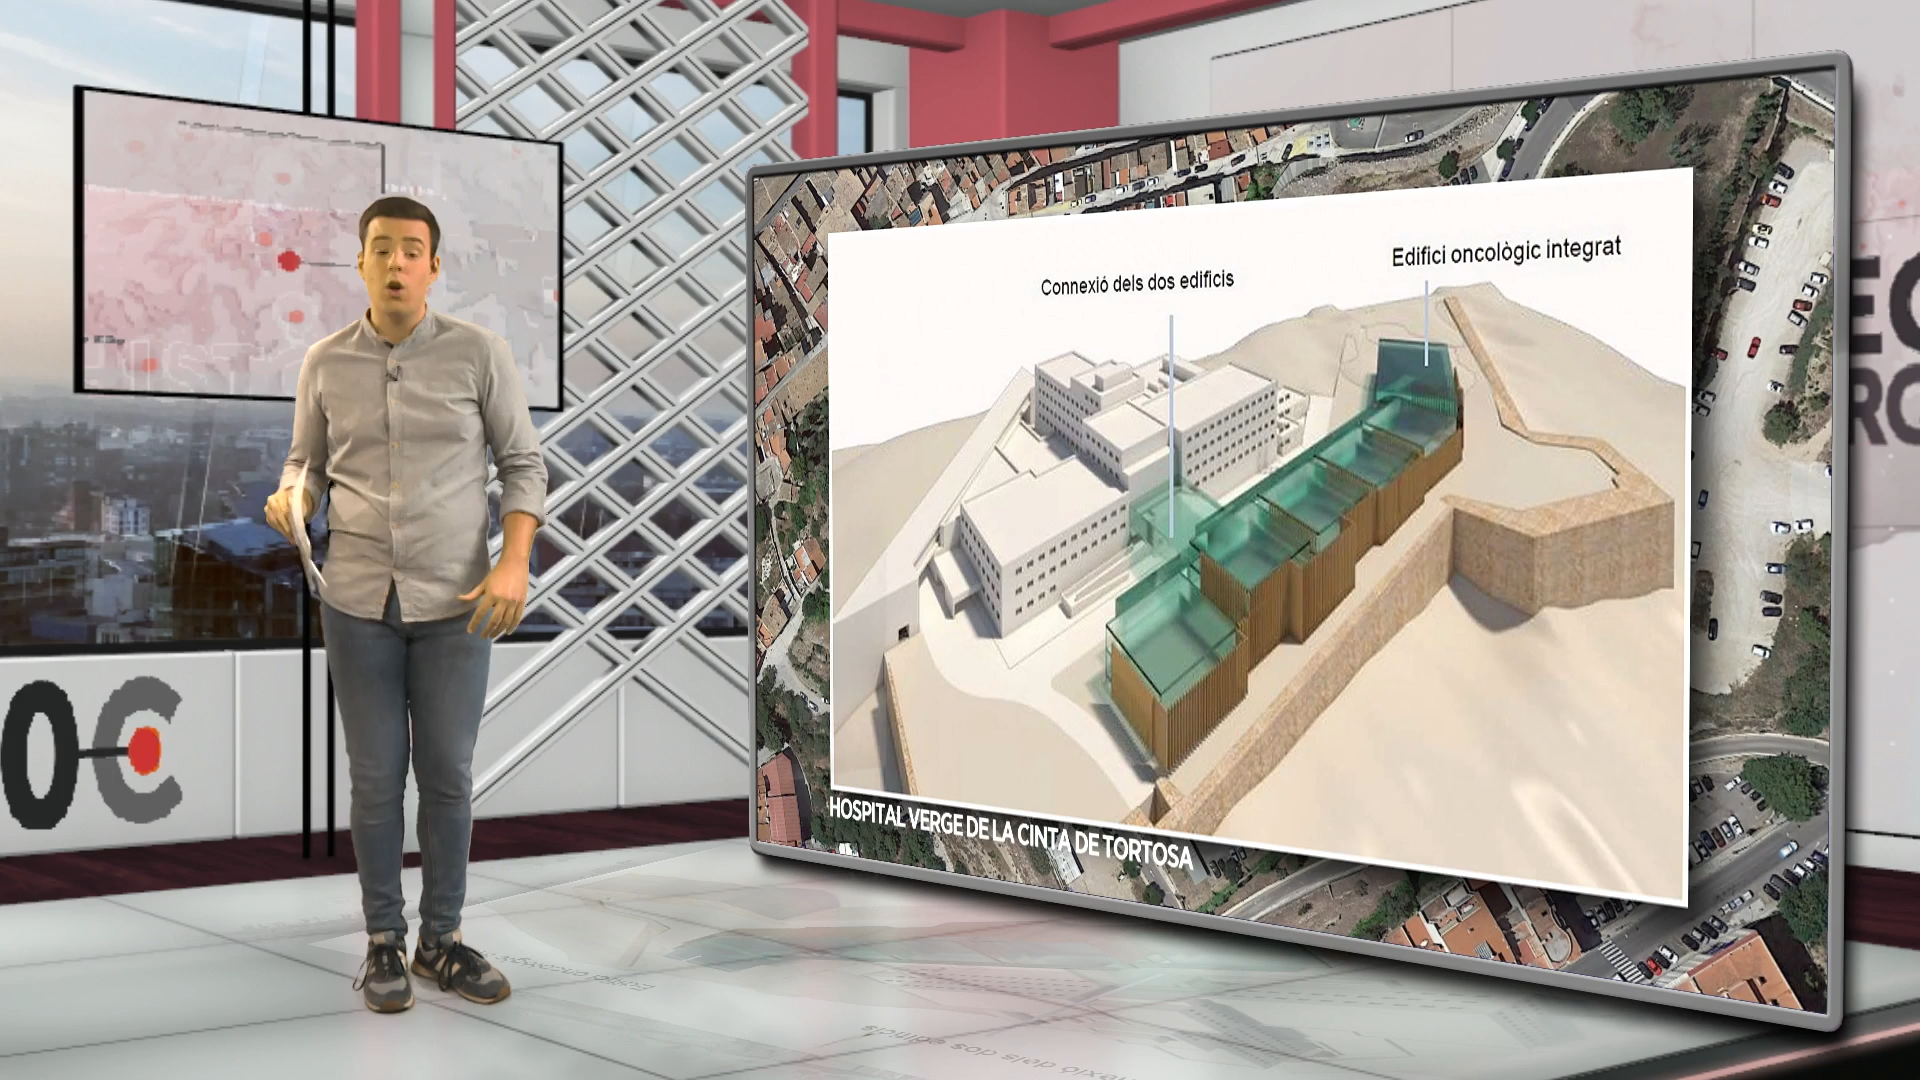 Connexió dels dos edificis
Edifici oncològic integrat
HOSPITAL VERGE DE LA CINTA DE TORTOSA